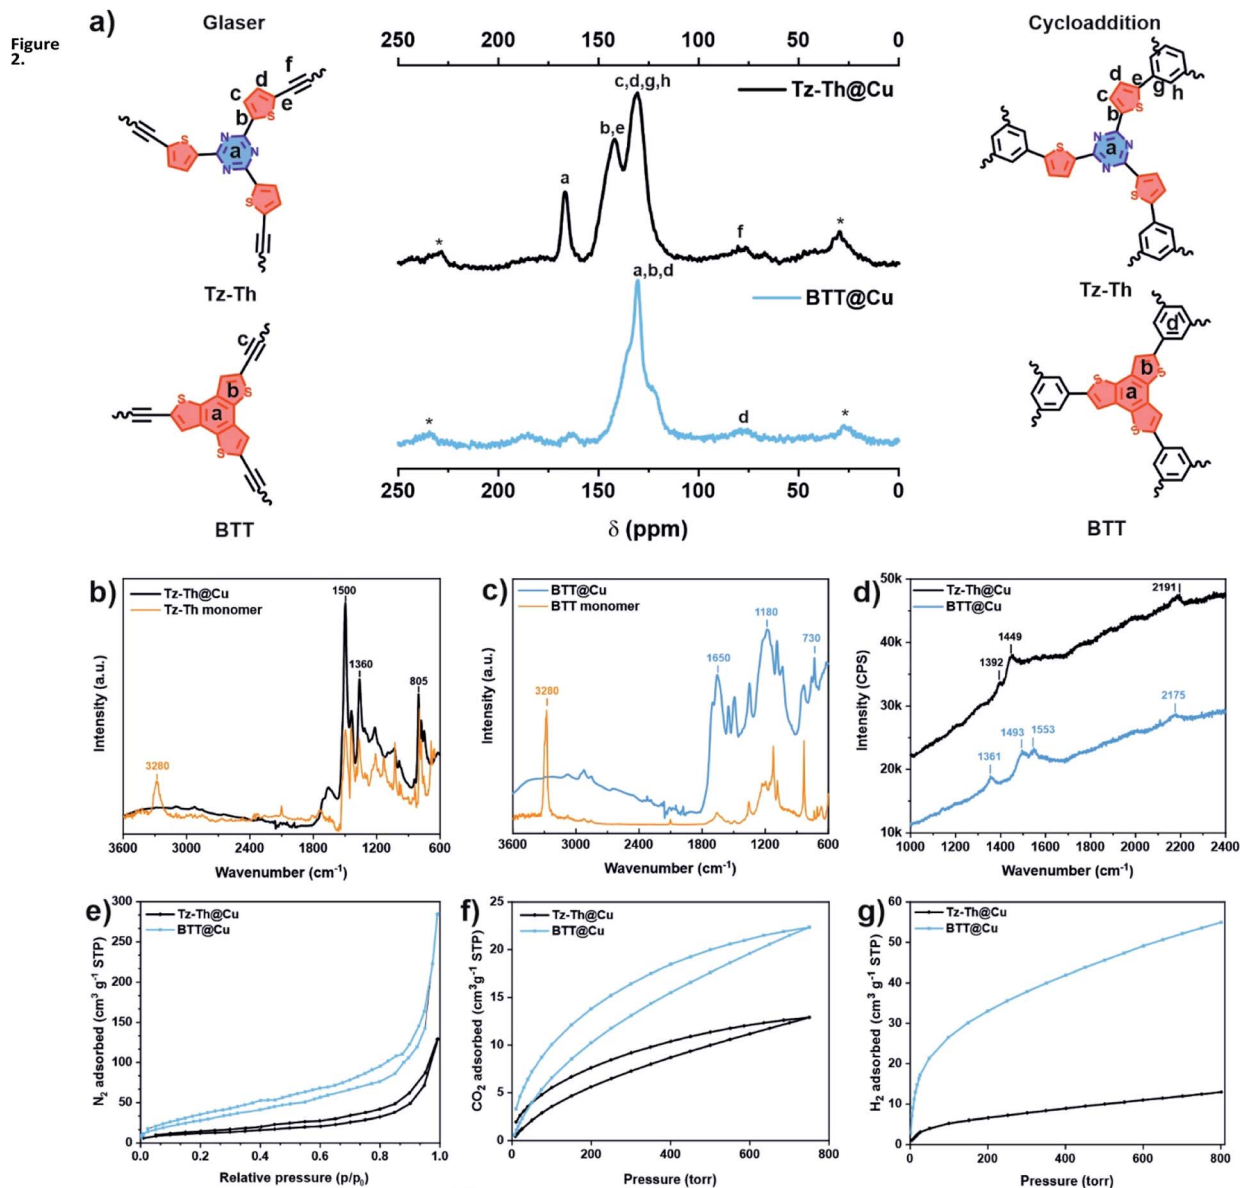 Figure 2.
a)
Glaser
Cycloaddition
250 200 150 100 50 0
Tz-Th@Cu
c,d,g,h
b,e
a
f
*
*
BTT@Cu
a,b,d
d
*
*
250 200 150 100 50 0
δ (ppm)
f
d
e
c
b
S
N
N
N
a
S
S
Tz-Th
c
b
S
a
S
S
BTT
d
e
g
h
c
b
S
N
N
N
a
S
S
Tz-Th
d
b
S
S
a
S
BTT
b)
Tz-Th@Cu
Tz-Th monomer
1500
1360
805
3280
Intensity (a.u.)
3600 3000 2400 1800 1200 600
Wavenumber (cm-1)
c)
BTT@Cu
BTT monomer
1180
1650
730
3280
Intensity (a.u.)
3600 3000 2400 1800 1200 600
Wavenumber (cm-1)
d)
Tz-Th@Cu
BTT@Cu
2191
1449
1392
2175
1493
1553
1361
Intensity (CPS)
50k
40k
30k
20k
10k
1000 1200 1400 1600 1800 2000 2200 2400
Wavenumber (cm-1)
e)
Tz-Th@Cu
BTT@Cu
N2 adsorbed (cm3 g-1 STP)
300
250
200
150
100
50
0
0.0 0.2 0.4 0.6 0.8 1.0
Relative pressure (p/p0)
f)
Tz-Th@Cu
BTT@Cu
CO2 adsorbed (cm3g-1 STP)
25
20
15
10
5
0
0 200 400 600 800
Pressure (torr)
g)
Tz-Th@Cu
BTT@Cu
H2 adsorbed (cm3 g-1 STP)
60
50
40
30
20
10
0
0 200 400 600 800
Pressure (torr)